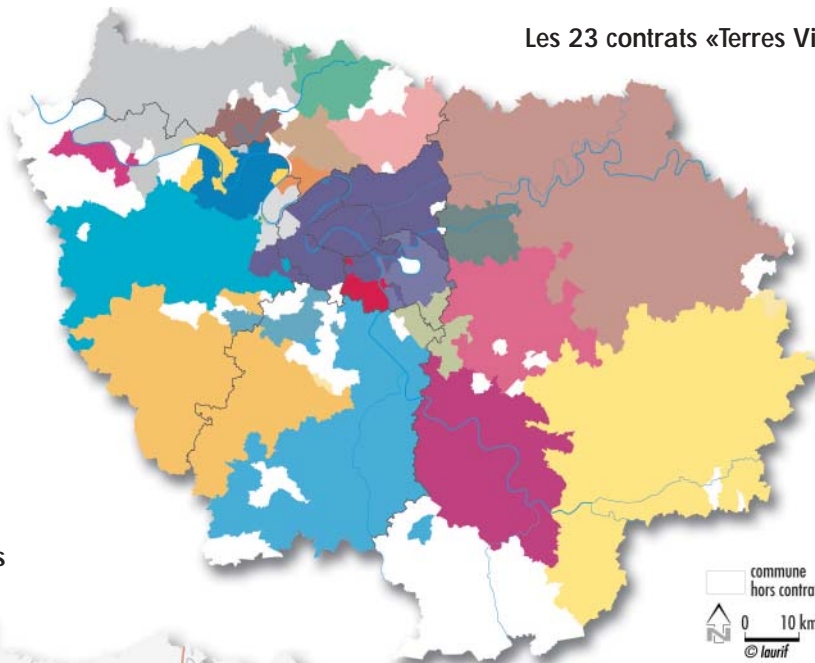 Les 23 contrats «Terres Vi
s
commune
hors contra
N
0 10 km
© Iaurif